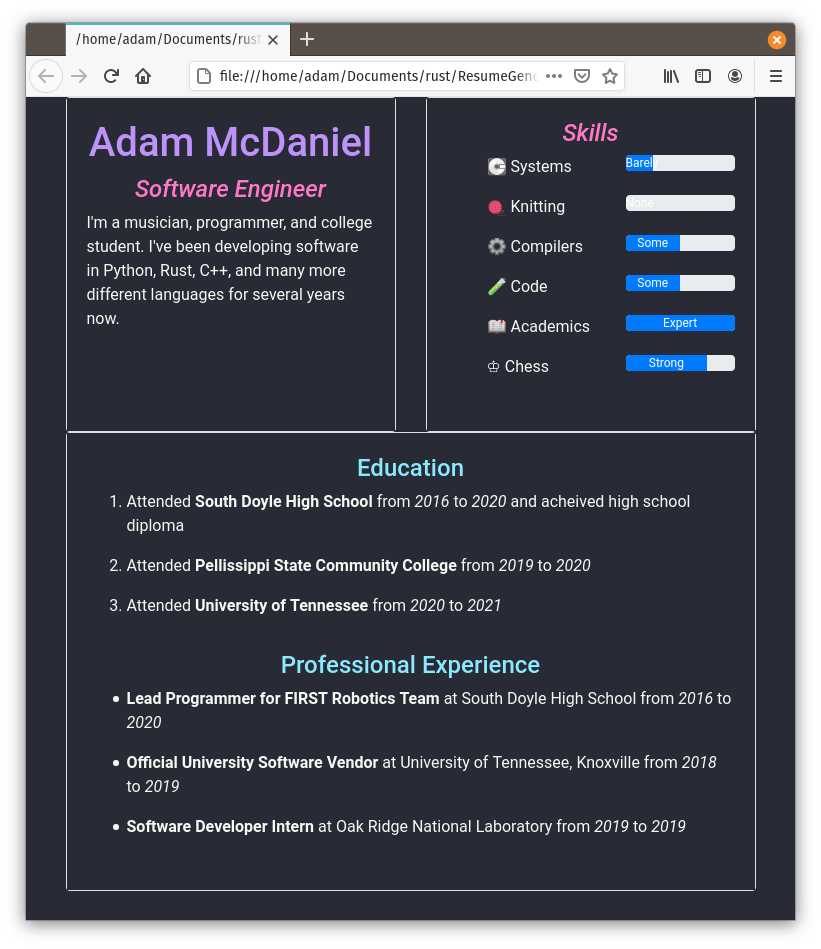 /home/adam/Documents/rust
file:///home/adam/Documents/rust/ResumeGene
Adam McDaniel
Software Engineer
I'm a musician, programmer, and college
student. I've been developing software
in Python, Rust, C++, and many more
different languages for several years
now.
Skills
Systems Barely
Knitting None
Compilers Some
Code Some
Academics Expert
♔ Chess Strong
Education
1. Attended South Doyle High School from 2016 to 2020 and acheived high school
diploma
2. Attended Pellissippi State Community College from 2019 to 2020
3. Attended University of Tennessee from 2020 to 2021
Professional Experience
• Lead Programmer for FIRST Robotics Team at South Doyle High School from 2016 to
2020
• Official University Software Vendor at University of Tennessee, Knoxville from 2018
to 2019
• Software Developer Intern at Oak Ridge National Laboratory from 2019 to 2019